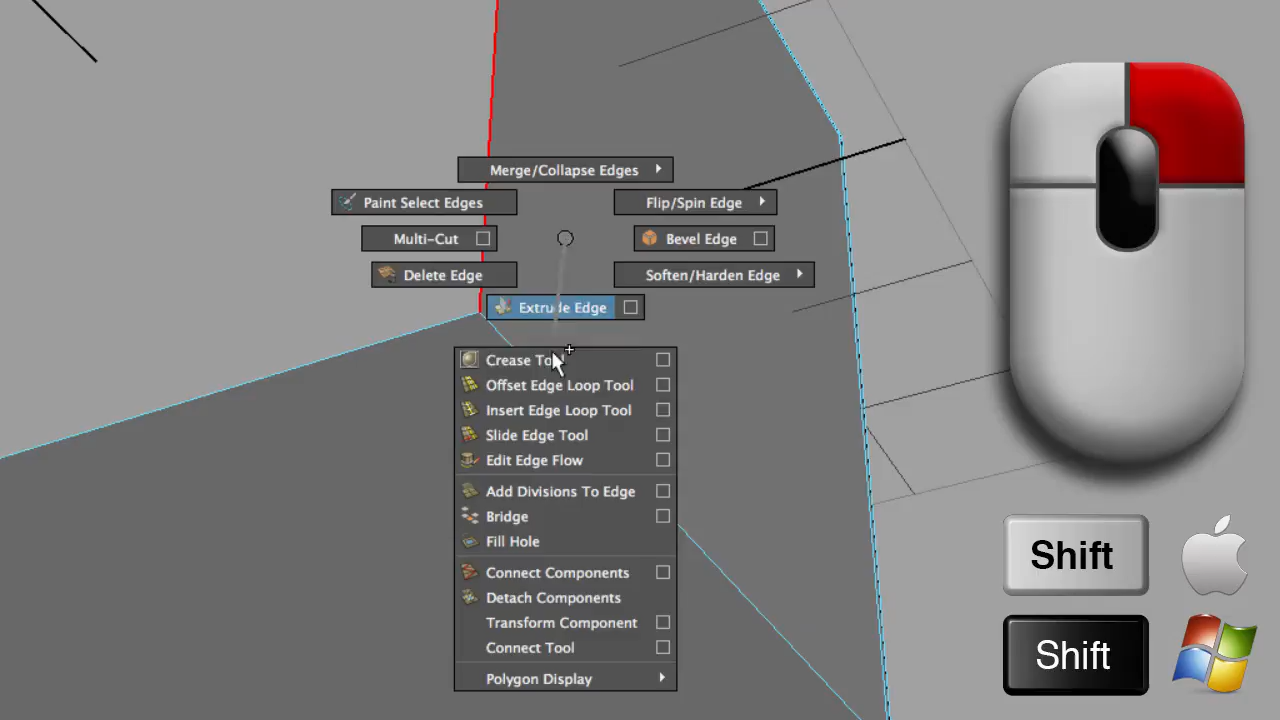 Merge/Collapse Edges
Paint Select Edges
Flip/Spin Edge
Multi-Cut
Bevel Edge
Delete Edge
Soften/Harden Edge
Extrude Edge
Crease
Offset Edge Loop Tool
Insert Edge Loop Tool
Slide Edge Tool
Edit Edge Flow
Add Divisions To Edge
Bridge
Fill Hole
Connect Components
Detach Components
Transform Component
Connect Tool
Polygon Display
Shift
Shift